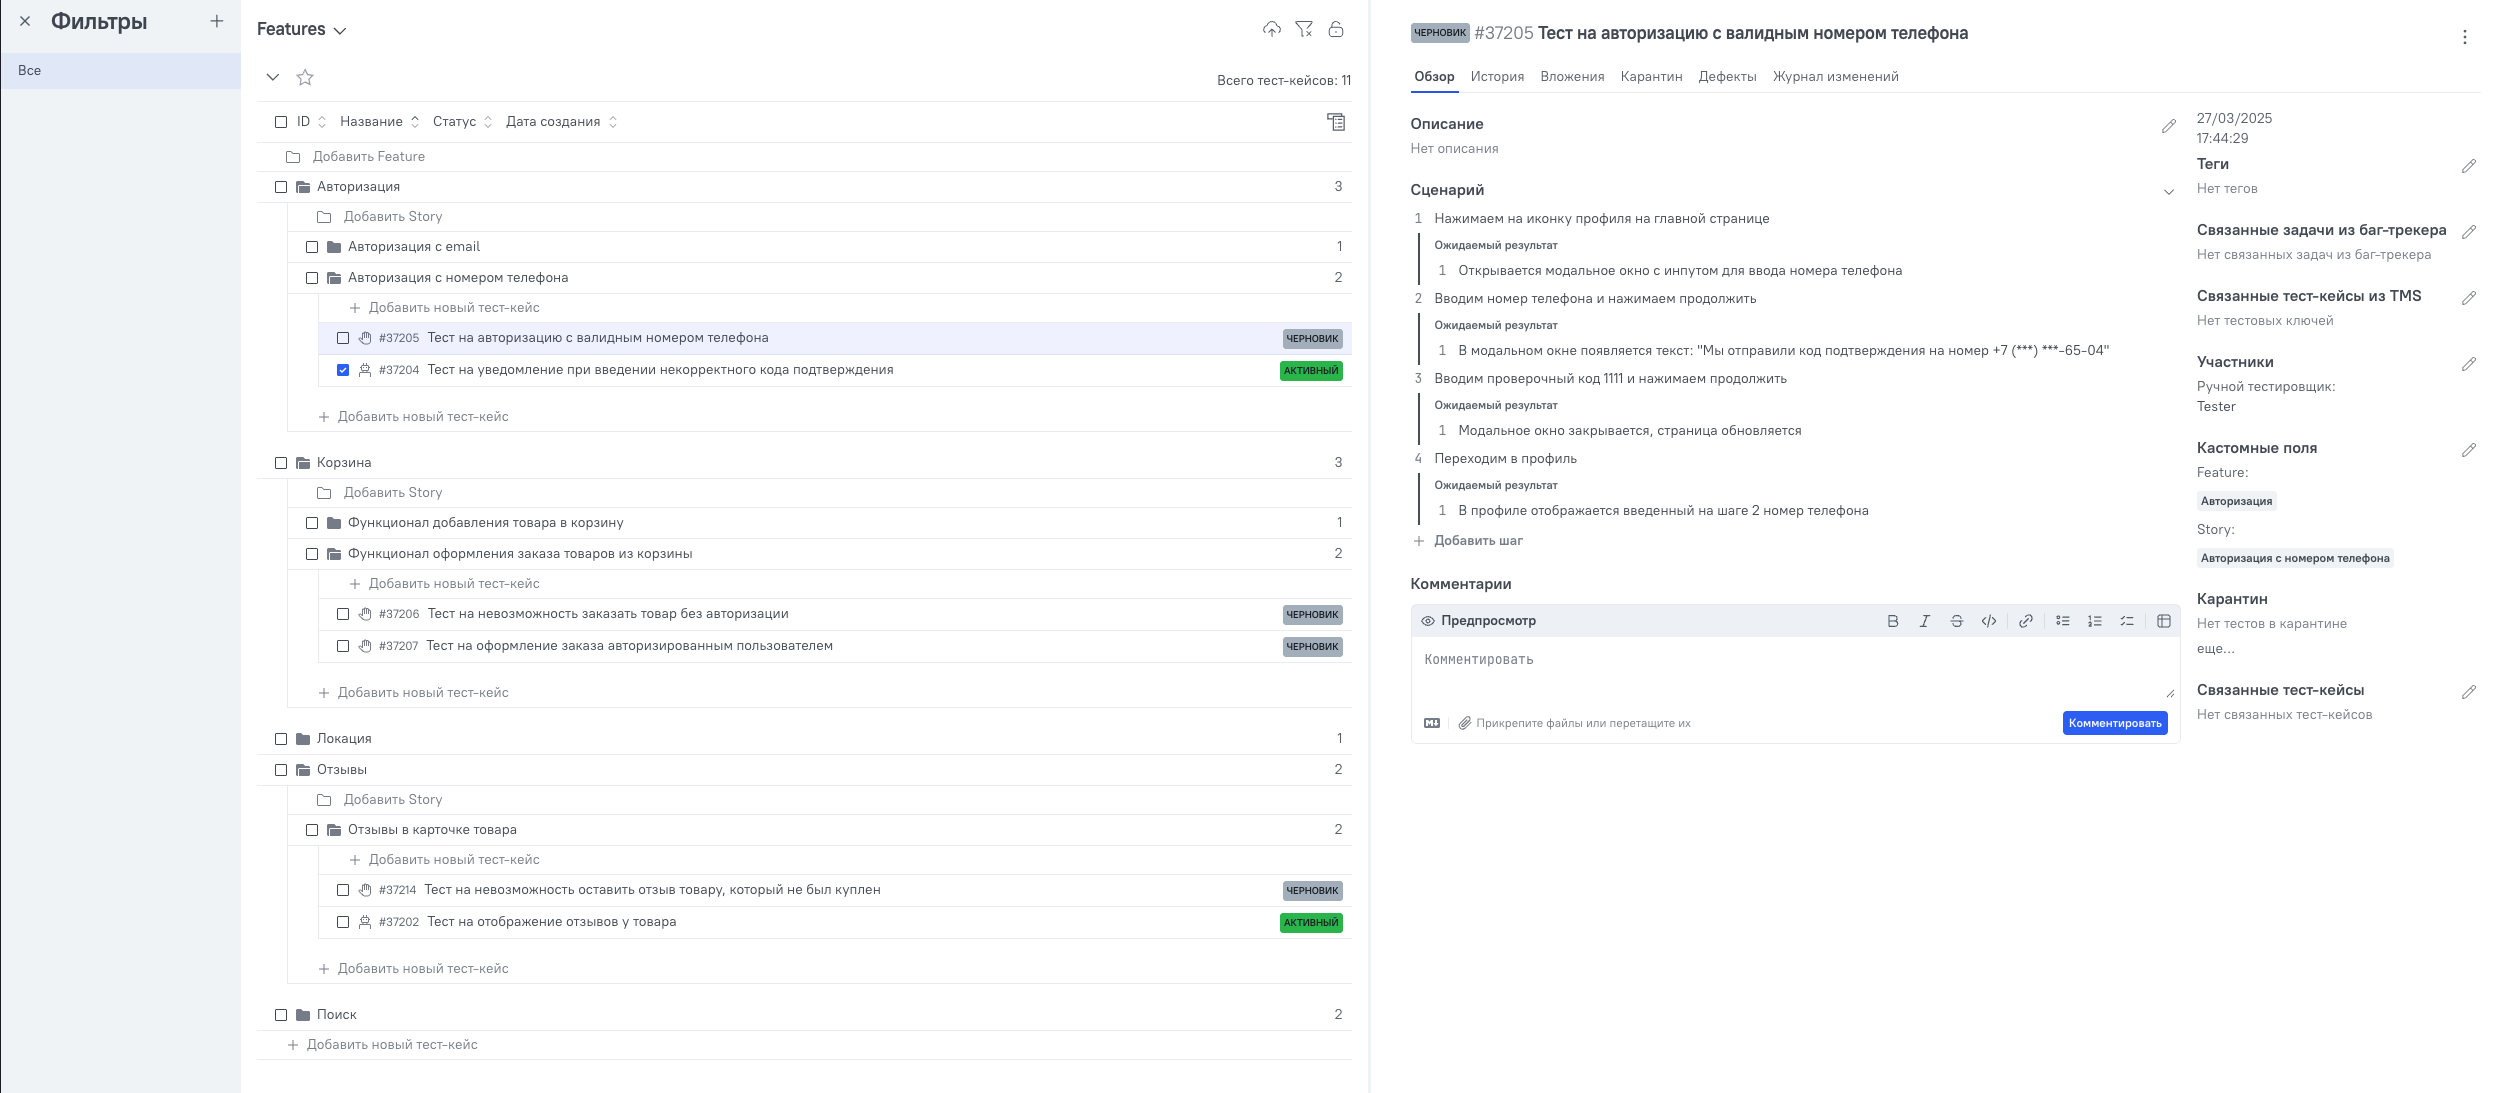 Фильтры
Все
Features
Всего тест-кейсов: 11
ID Название Статус Дата создания
Добавить Feature
Авторизация 3
Добавить Story
Авторизация с email 1
Авторизация с номером телефона 2
Добавить новый тест-кейс
#37205 Тест на авторизацию с валидным номером телефона ЧЕРНОВИК
#37204 Тест на уведомление при введении некорректного кода подтверждения АКТИВНЫЙ
Добавить новый тест-кейс
Корзина 3
Добавить Story
Функционал добавления товара в корзину 1
Функционал оформления заказа товаров из корзины 2
Добавить новый тест-кейс
#37206 Тест на невозможность заказать товар без авторизации ЧЕРНОВИК
#37207 Тест на оформление заказа авторизированным пользователем ЧЕРНОВИК
Добавить новый тест-кейс
Локация 1
Отзывы 2
Добавить Story
Отзывы в карточке товара 2
Добавить новый тест-кейс
#37214 Тест на невозможность оставить отзыв товару, который не был куплен ЧЕРНОВИК
#37202 Тест на отображение отзывов у товара АКТИВНЫЙ
Добавить новый тест-кейс
Поиск 2
Добавить новый тест-кейс
ЧЕРНОВИК #37205 Тест на авторизацию с валидным номером телефона
Обзор История Вложения Карантин Дефекты Журнал изменений
Описание
Нет описания
Сценарий
1 Нажимаем на иконку профиля на главной странице
Ожидаемый результат
1 Открывается модальное окно с инпутом для ввода номера телефона
2 Вводим номер телефона и нажимаем продолжить
Ожидаемый результат
1 В модальном окне появляется текст: "Мы отправили код подтверждения на номер +7 (***) ***-65-04"
3 Вводим проверочный код 1111 и нажимаем продолжить
Ожидаемый результат
1 Модальное окно закрывается, страница обновляется
4 Переходим в профиль
Ожидаемый результат
1 В профиле отображается введенный на шаге 2 номер телефона
Добавить шаг
Комментарии
Предпросмотр
Комментировать
Прикрепите файлы или перетащите их
Комментировать
27/03/2025
17:44:29
Теги
Нет тегов
Связанные задачи из баг-трекера
Нет связанных задач из баг-трекера
Связанные тест-кейсы из TMS
Нет тестовых ключей
Участники
Ручной тестировщик:
Tester
Кастомные поля
Feature:
Авторизация
Story:
Авторизация с номером телефона
Карантин
Нет тестов в карантине
еще...
Связанные тест-кейсы
Нет связанных тест-кейсов